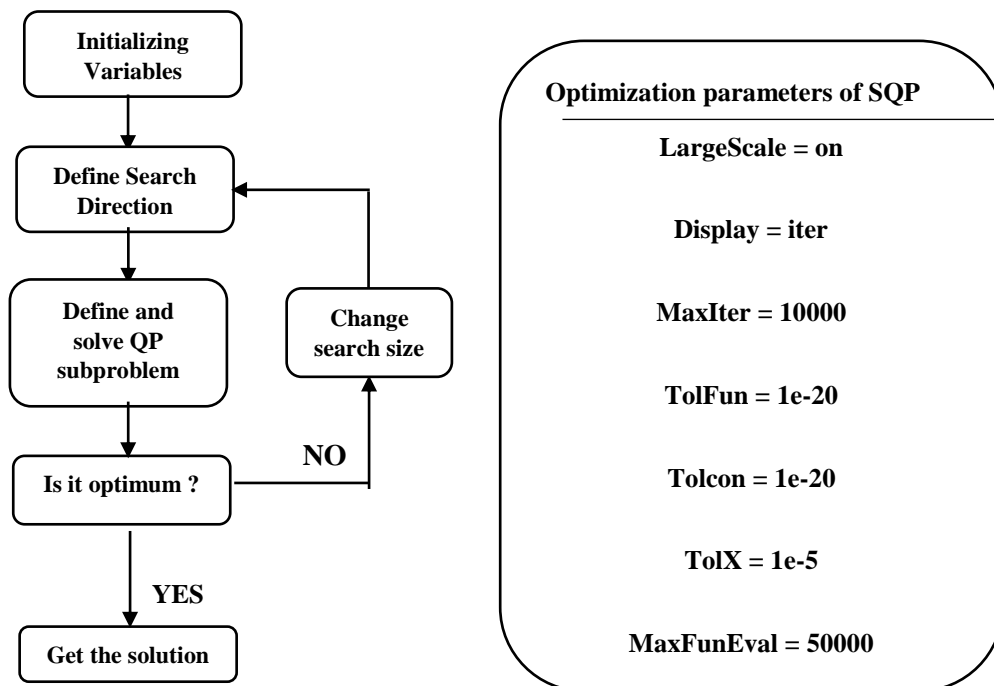 Initializing
Variables
Define Search
Direction
Define and
solve QP
subproblem
Change
search size
Is it optimum ?
NO
YES
Get the solution
Optimization parameters of SQP
LargeScale = on
Display = iter
MaxIter = 10000
TolFun = 1e-20
Tolcon = 1e-20
TolX = 1e-5
MaxFunEval = 50000